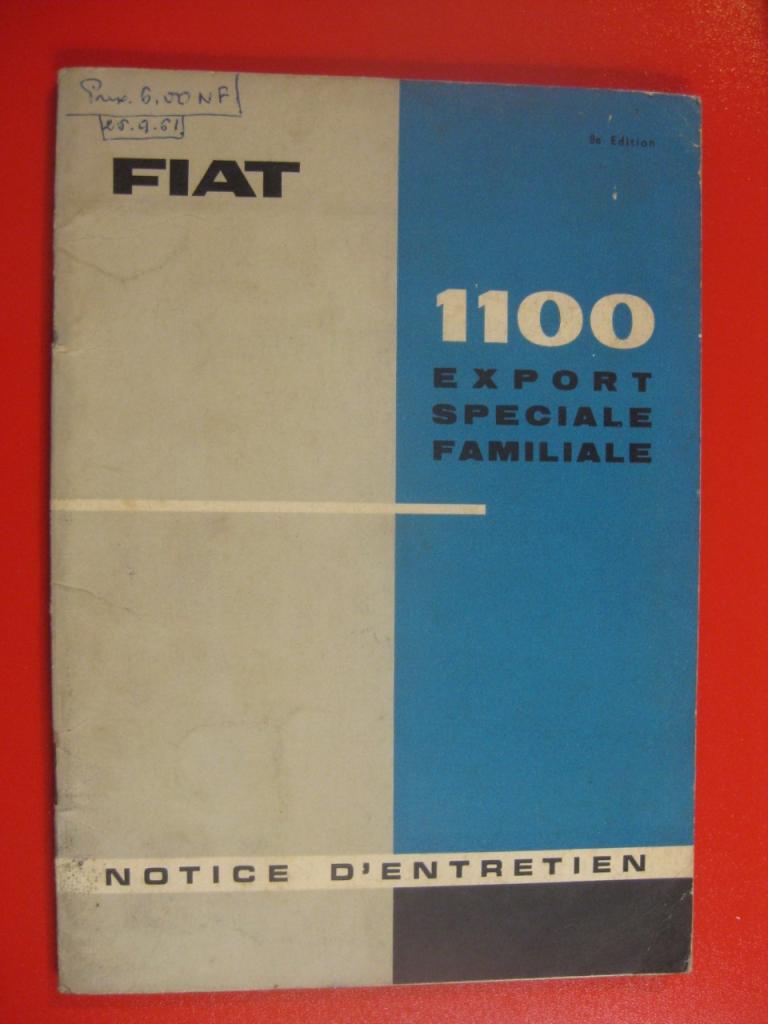 Prix. 6,00 NF
25.9.61
8e Edition
FIAT
1100
EXPORT
SPECIALE
FAMILIALE
NOTICE D'ENTRETIEN